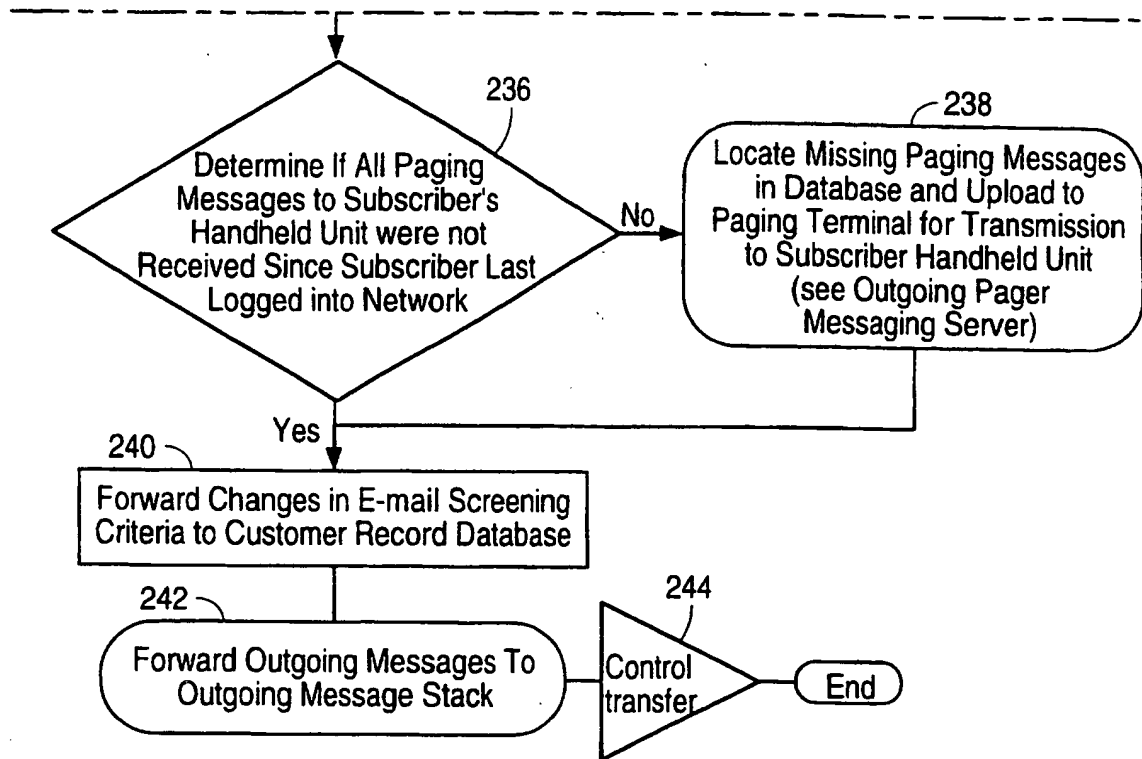 236
Determine If All Paging
Messages to Subscriber's
Handheld Unit were not
Received Since Subscriber Last
Logged into Network
No
238
Locate Missing Paging Messages
in Database and Upload to
Paging Terminal for Transmission
to Subscriber Handheld Unit
(see Outgoing Pager
Messaging Server)
Yes
240
Forward Changes in E-mail Screening
Criteria to Customer Record Database
242
Forward Outgoing Messages To
Outgoing Message Stack
244
Control
transfer
End